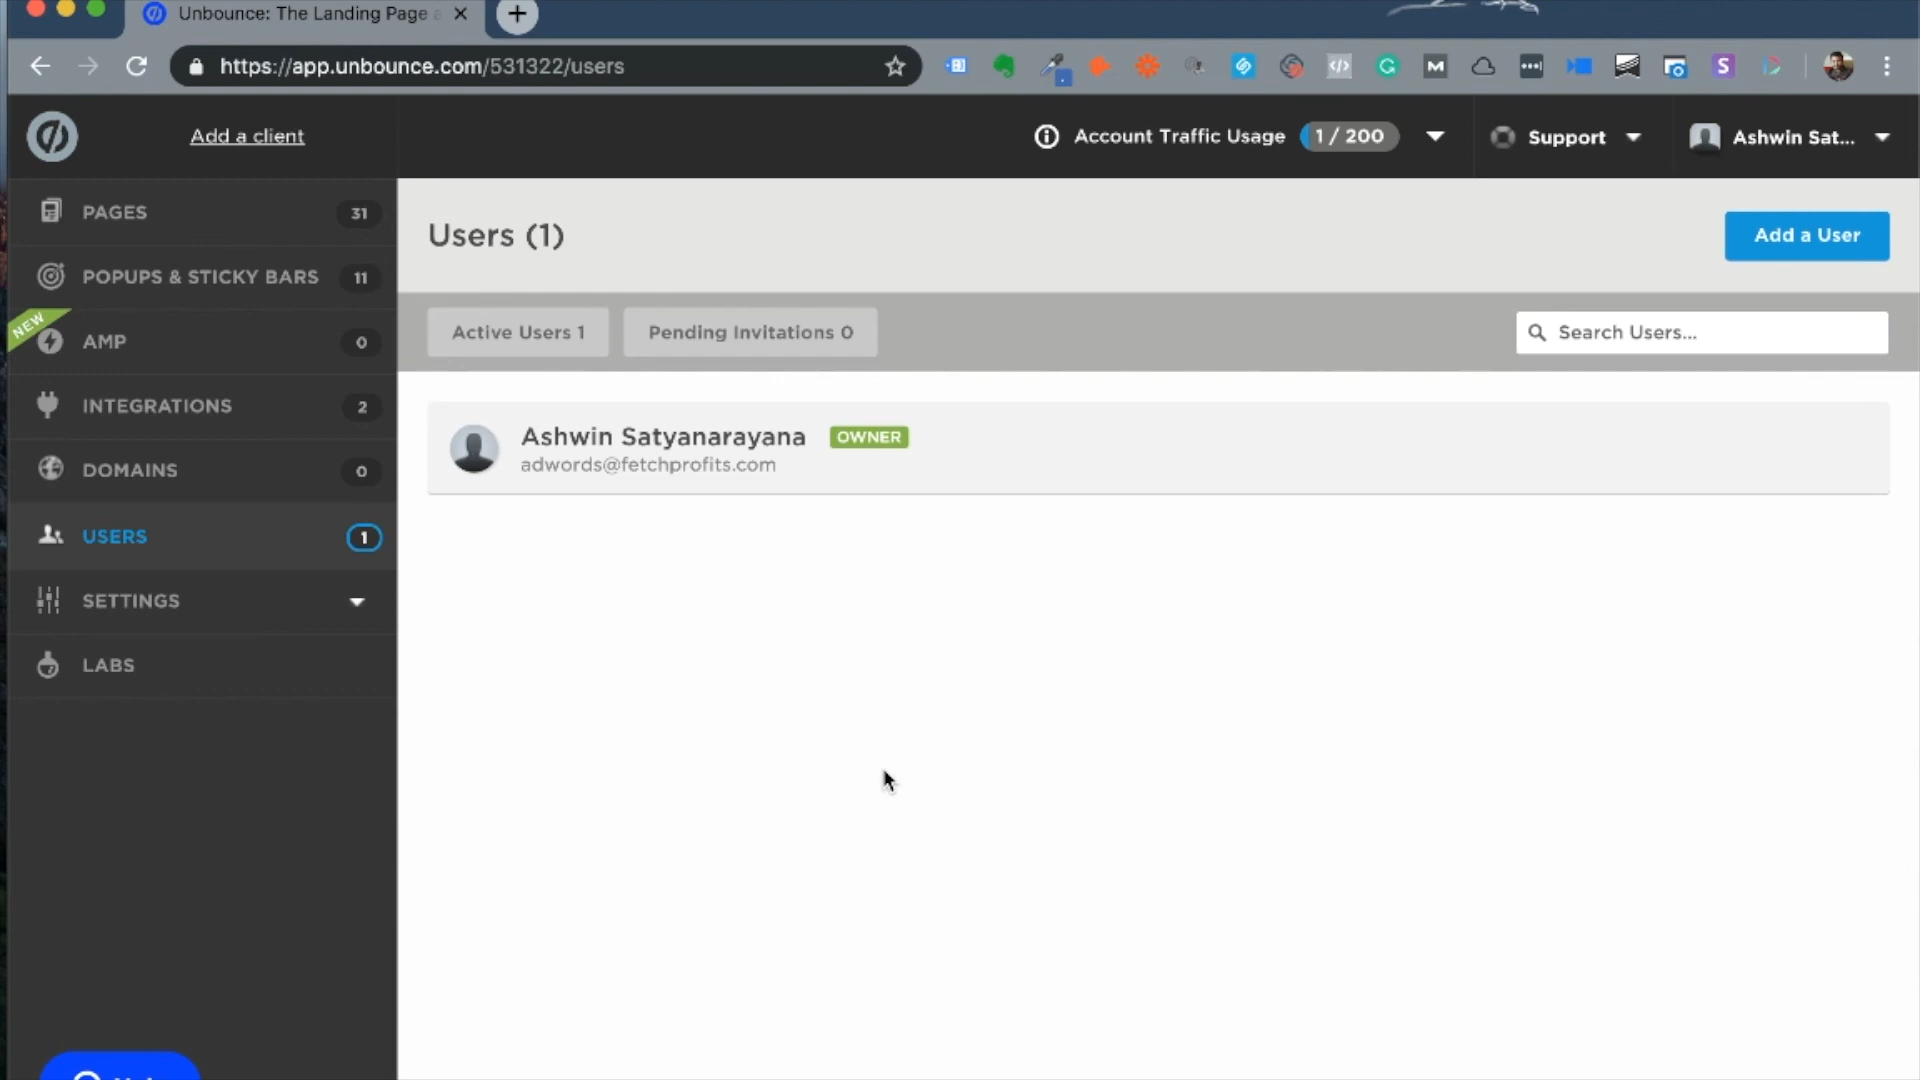 Unbounce: The Landing Page
https://app.unbounce.com/531322/users
Add a client
Account Traffic Usage
1 / 200
Support
Ashwin Sat...
PAGES
31
POPUPS & STICKY BARS
11
NEW
AMP
0
INTEGRATIONS
2
DOMAINS
0
USERS
1
SETTINGS
LABS
Users (1)
Add a User
Active Users 1
Pending Invitations 0
Search Users...
Ashwin Satyanarayana
OWNER
adwords@fetchprofits.com